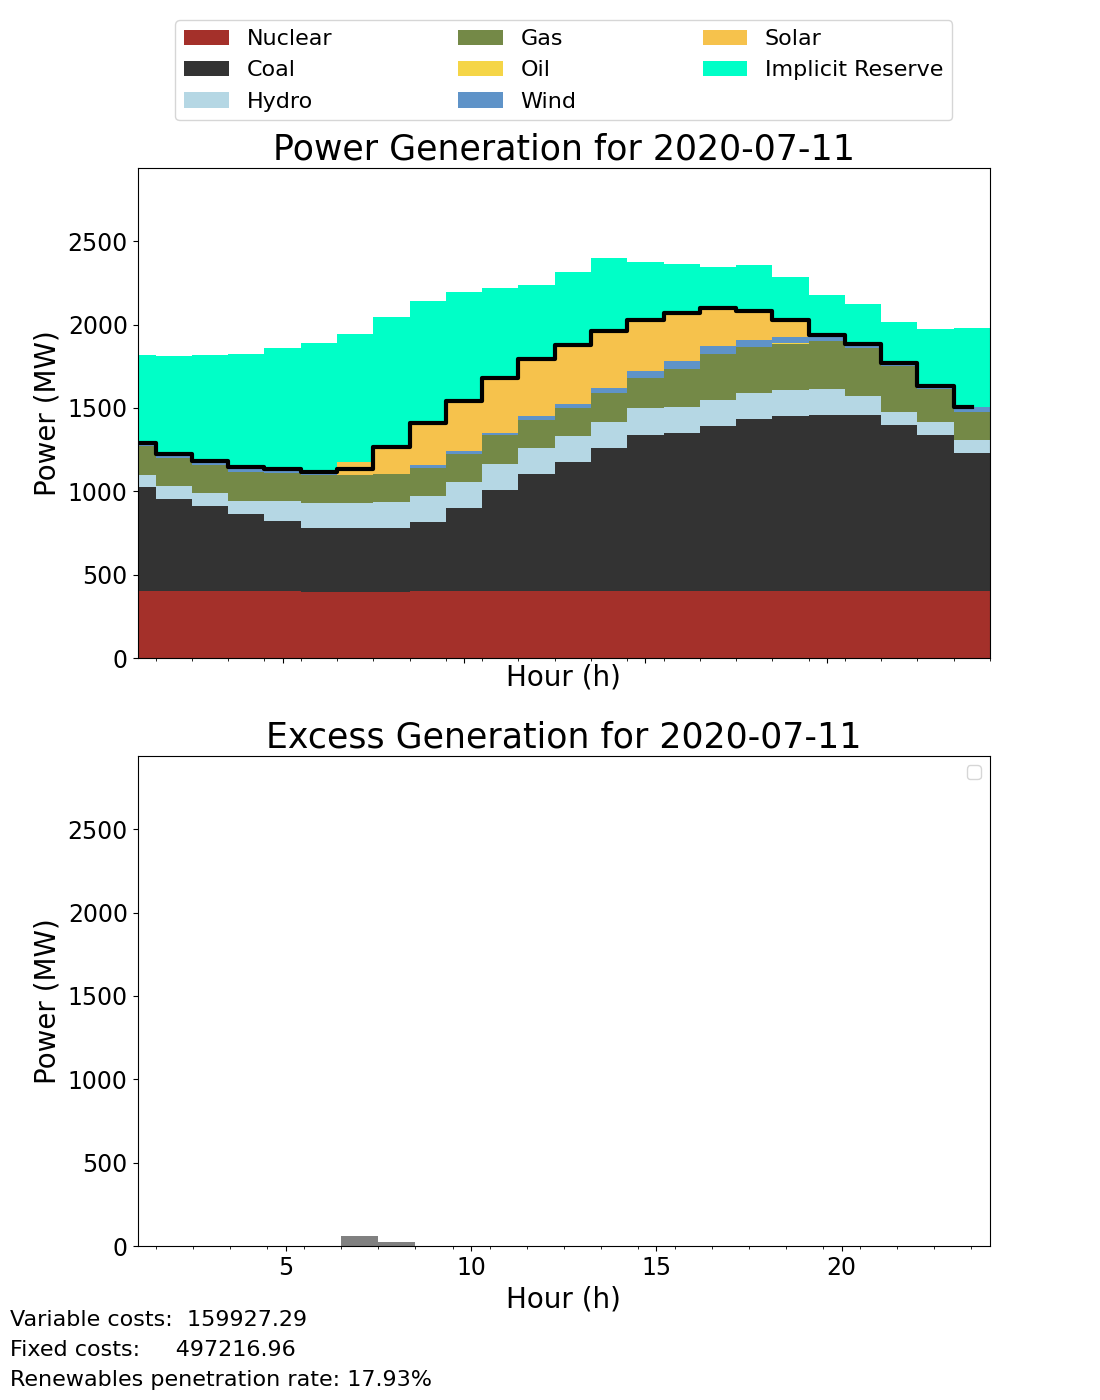 Nuclear Gas Solar
Coal Oil Implicit Reserve
Hydro Wind
Power Generation for 2020-07-11
2500
2000
1500
1000
500
0
Power (MW)
Hour (h)
Excess Generation for 2020-07-11
2500
2000
1500
1000
500
0
Power (MW)
5 10 15 20
Hour (h)
Variable costs: 159927.29
Fixed costs: 497216.96
Renewables penetration rate: 17.93%